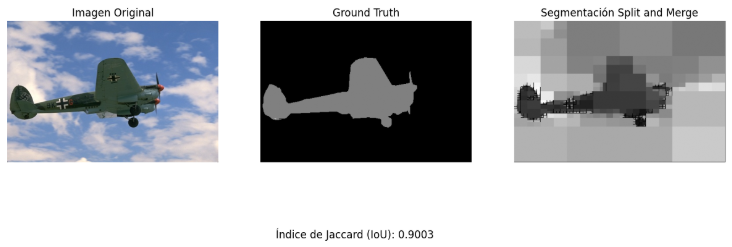 Imagen Original
Ground Truth
Segmentación Split and Merge
Índice de Jaccard (IoU): 0.9003